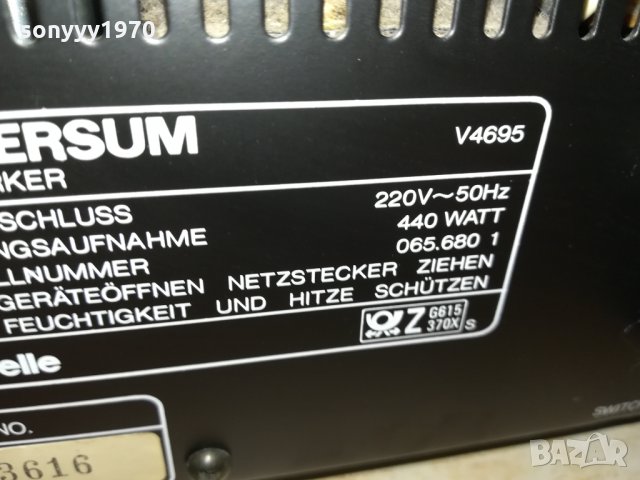 sonyyy1970
ERSUM V4695
RKER
SCHLUSS 220V~50Hz
NGSAUFNAHME 440 WATT
LLNUMMER 065.680 1
GERÄTEÖFFNEN NETZSTECKER ZIEHEN
FEUCHTIGKEIT UND HITZE SCHÜTZEN
Z G615 370X S
elle
NO.
3616
SWITCH
BAZAR